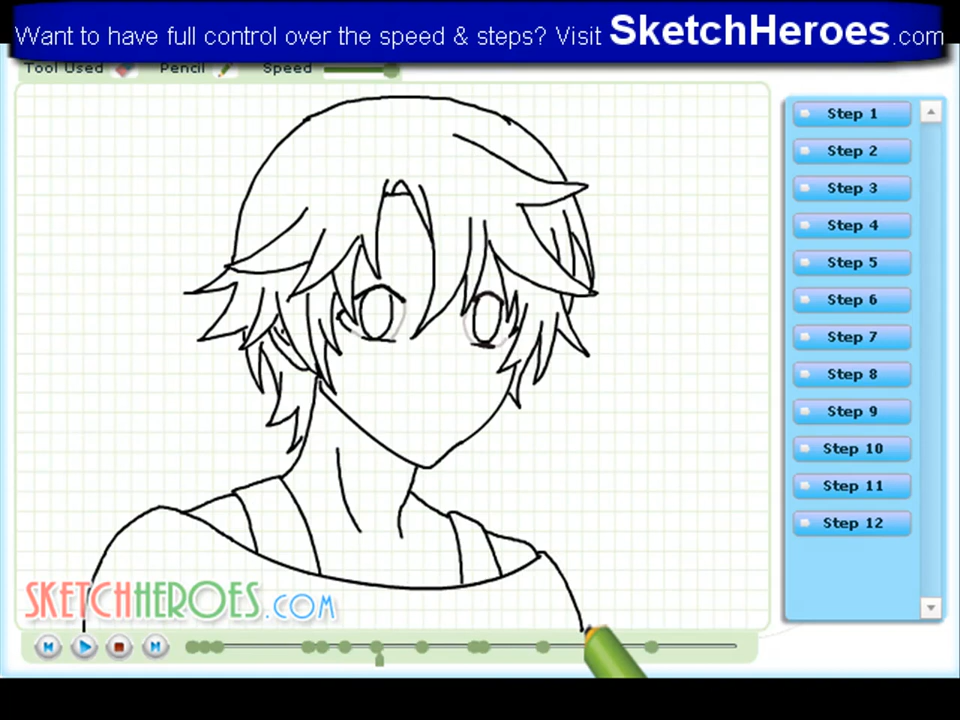 Want to have full control over the speed & steps? Visit SketchHeroes.com
Tool Used Pencil Speed
Step 1
Step 2
Step 3
Step 4
Step 5
Step 6
Step 7
Step 8
Step 9
Step 10
Step 11
Step 12
SKETCHHEROES.COM